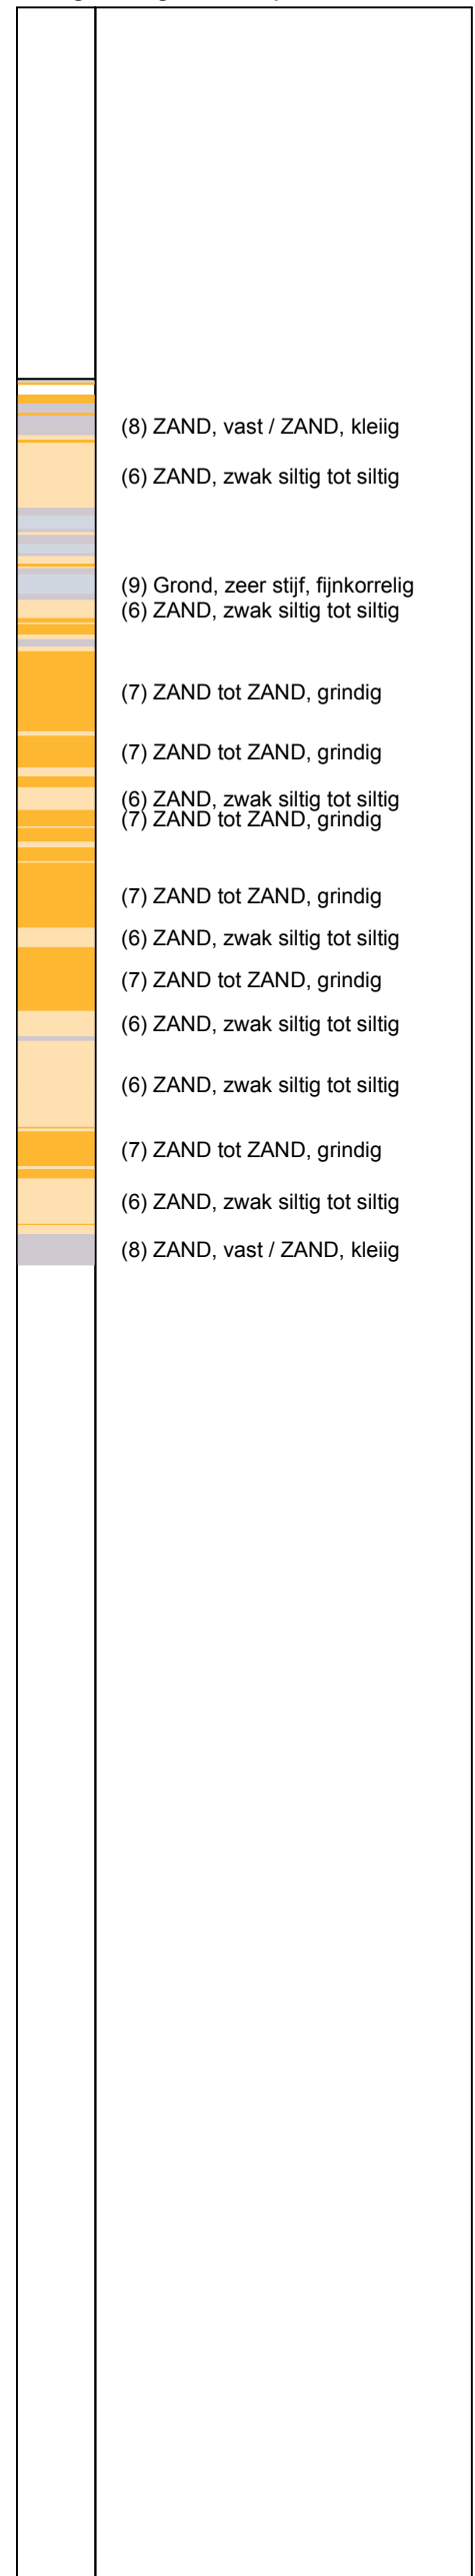 (8) ZAND, vast / ZAND, kleiig
(6) ZAND, zwak siltig tot siltig
(9) Grond, zeer stijf, fijnkorrelig
(6) ZAND, zwak siltig tot siltig
(7) ZAND tot ZAND, grindig
(7) ZAND tot ZAND, grindig
(6) ZAND, zwak siltig tot siltig
(7) ZAND tot ZAND, grindig
(7) ZAND tot ZAND, grindig
(6) ZAND, zwak siltig tot siltig
(7) ZAND tot ZAND, grindig
(6) ZAND, zwak siltig tot siltig
(6) ZAND, zwak siltig tot siltig
(7) ZAND tot ZAND, grindig
(6) ZAND, zwak siltig tot siltig
(8) ZAND, vast / ZAND, kleiig